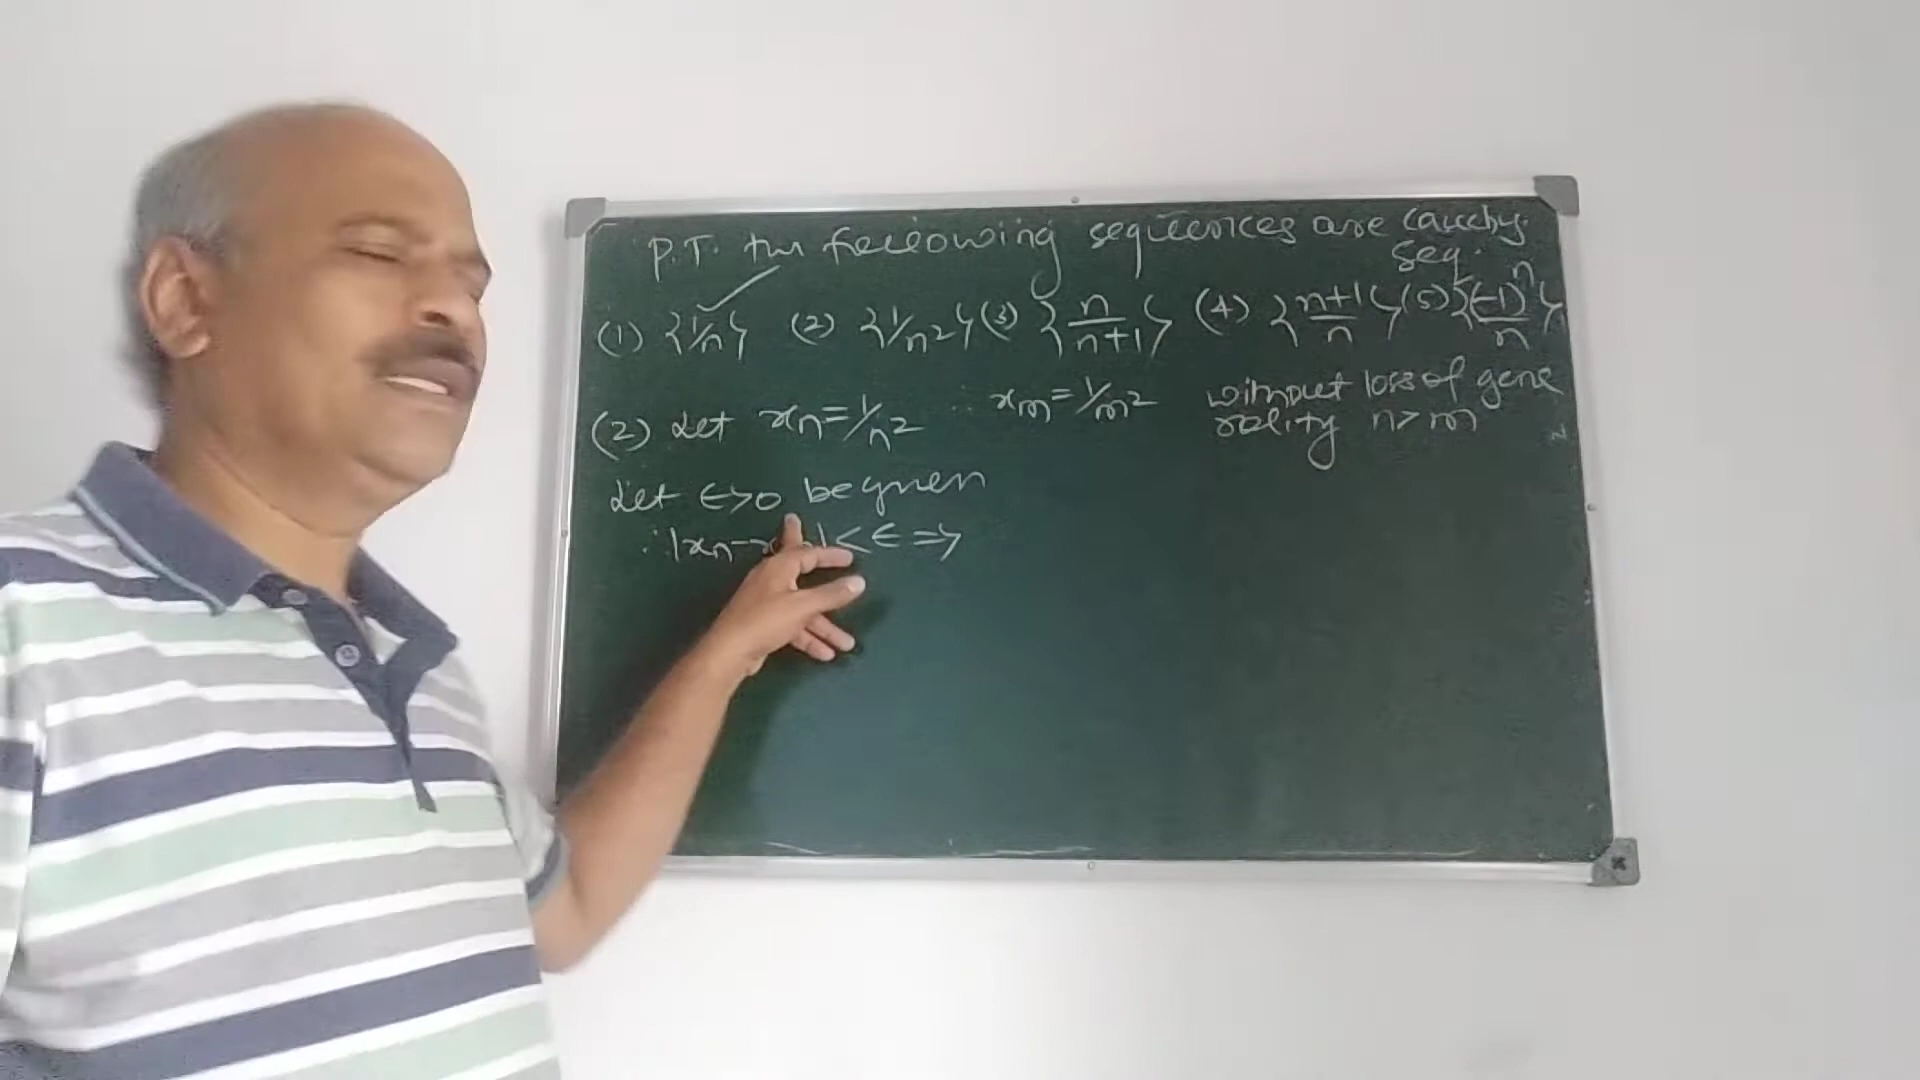 P.T. the following sequences are Cauchy
seq.
(1) {1/n} (2) {1/n²} (3) {n/n+1} (4) {n+1/n} (5) {(-1)ⁿ/n}
(2) Let xn = 1/n² xm = 1/m² without loss of gene
rality n > m
Let ε > 0 be given
∴ |xn - x | < ε ⇒